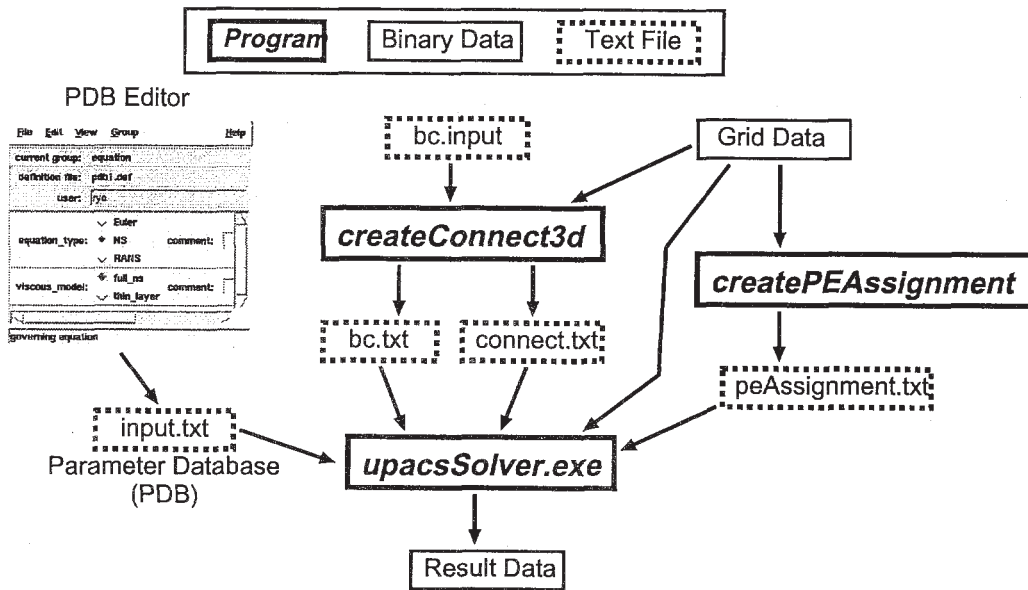 Program
Binary Data
Text File
PDB Editor
File Edit View Group Help
current group: equation
definition file: pdb1.def
user: ryo
Euler
equation_type: NS comment:
RANS
full_ns
viscous_model: comment:
thin_layer
governing equation
bc.input
Grid Data
createConnect3d
createPEAssignment
bc.txt
connect.txt
peAssignment.txt
input.txt
Parameter Database
(PDB)
upacsSolver.exe
Result Data